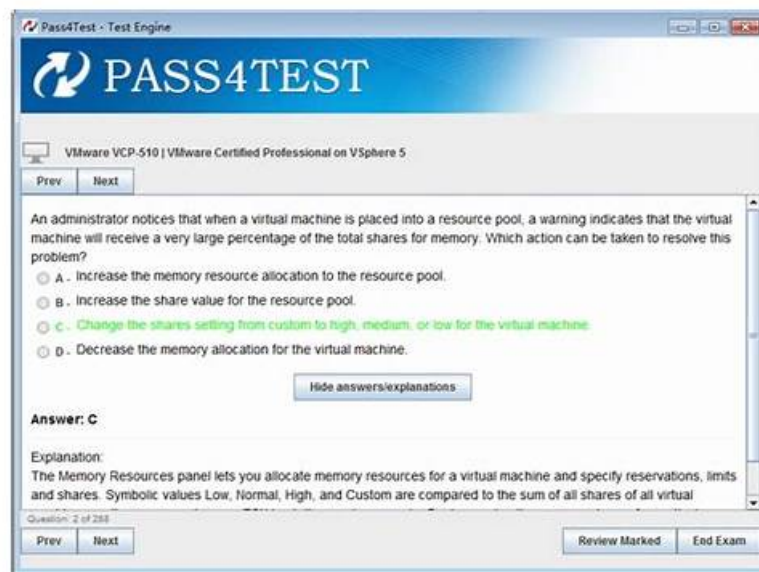 Pass4Test - Test Engine
PASS4TEST
VMware VCP-510 | VMware Certified Professional on VSphere 5
Prev Next
An administrator notices that when a virtual machine is placed into a resource pool, a warning indicates that the virtual
machine will receive a very large percentage of the total shares for memory. Which action can be taken to resolve this
problem?
A. Increase the memory resource allocation to the resource pool.
B. Increase the share value for the resource pool.
C. Change the shares setting from custom to high, medium, or low for the virtual machine.
D. Decrease the memory allocation for the virtual machine.
Hide answers/explanations
Answer: C
Explanation:
The Memory Resources panel lets you allocate memory resources for a virtual machine and specify reservations, limits
and shares. Symbolic values Low, Normal, High, and Custom are compared to the sum of all shares of all virtual
Question: 2 of 288
Prev Next Review Marked End Exam